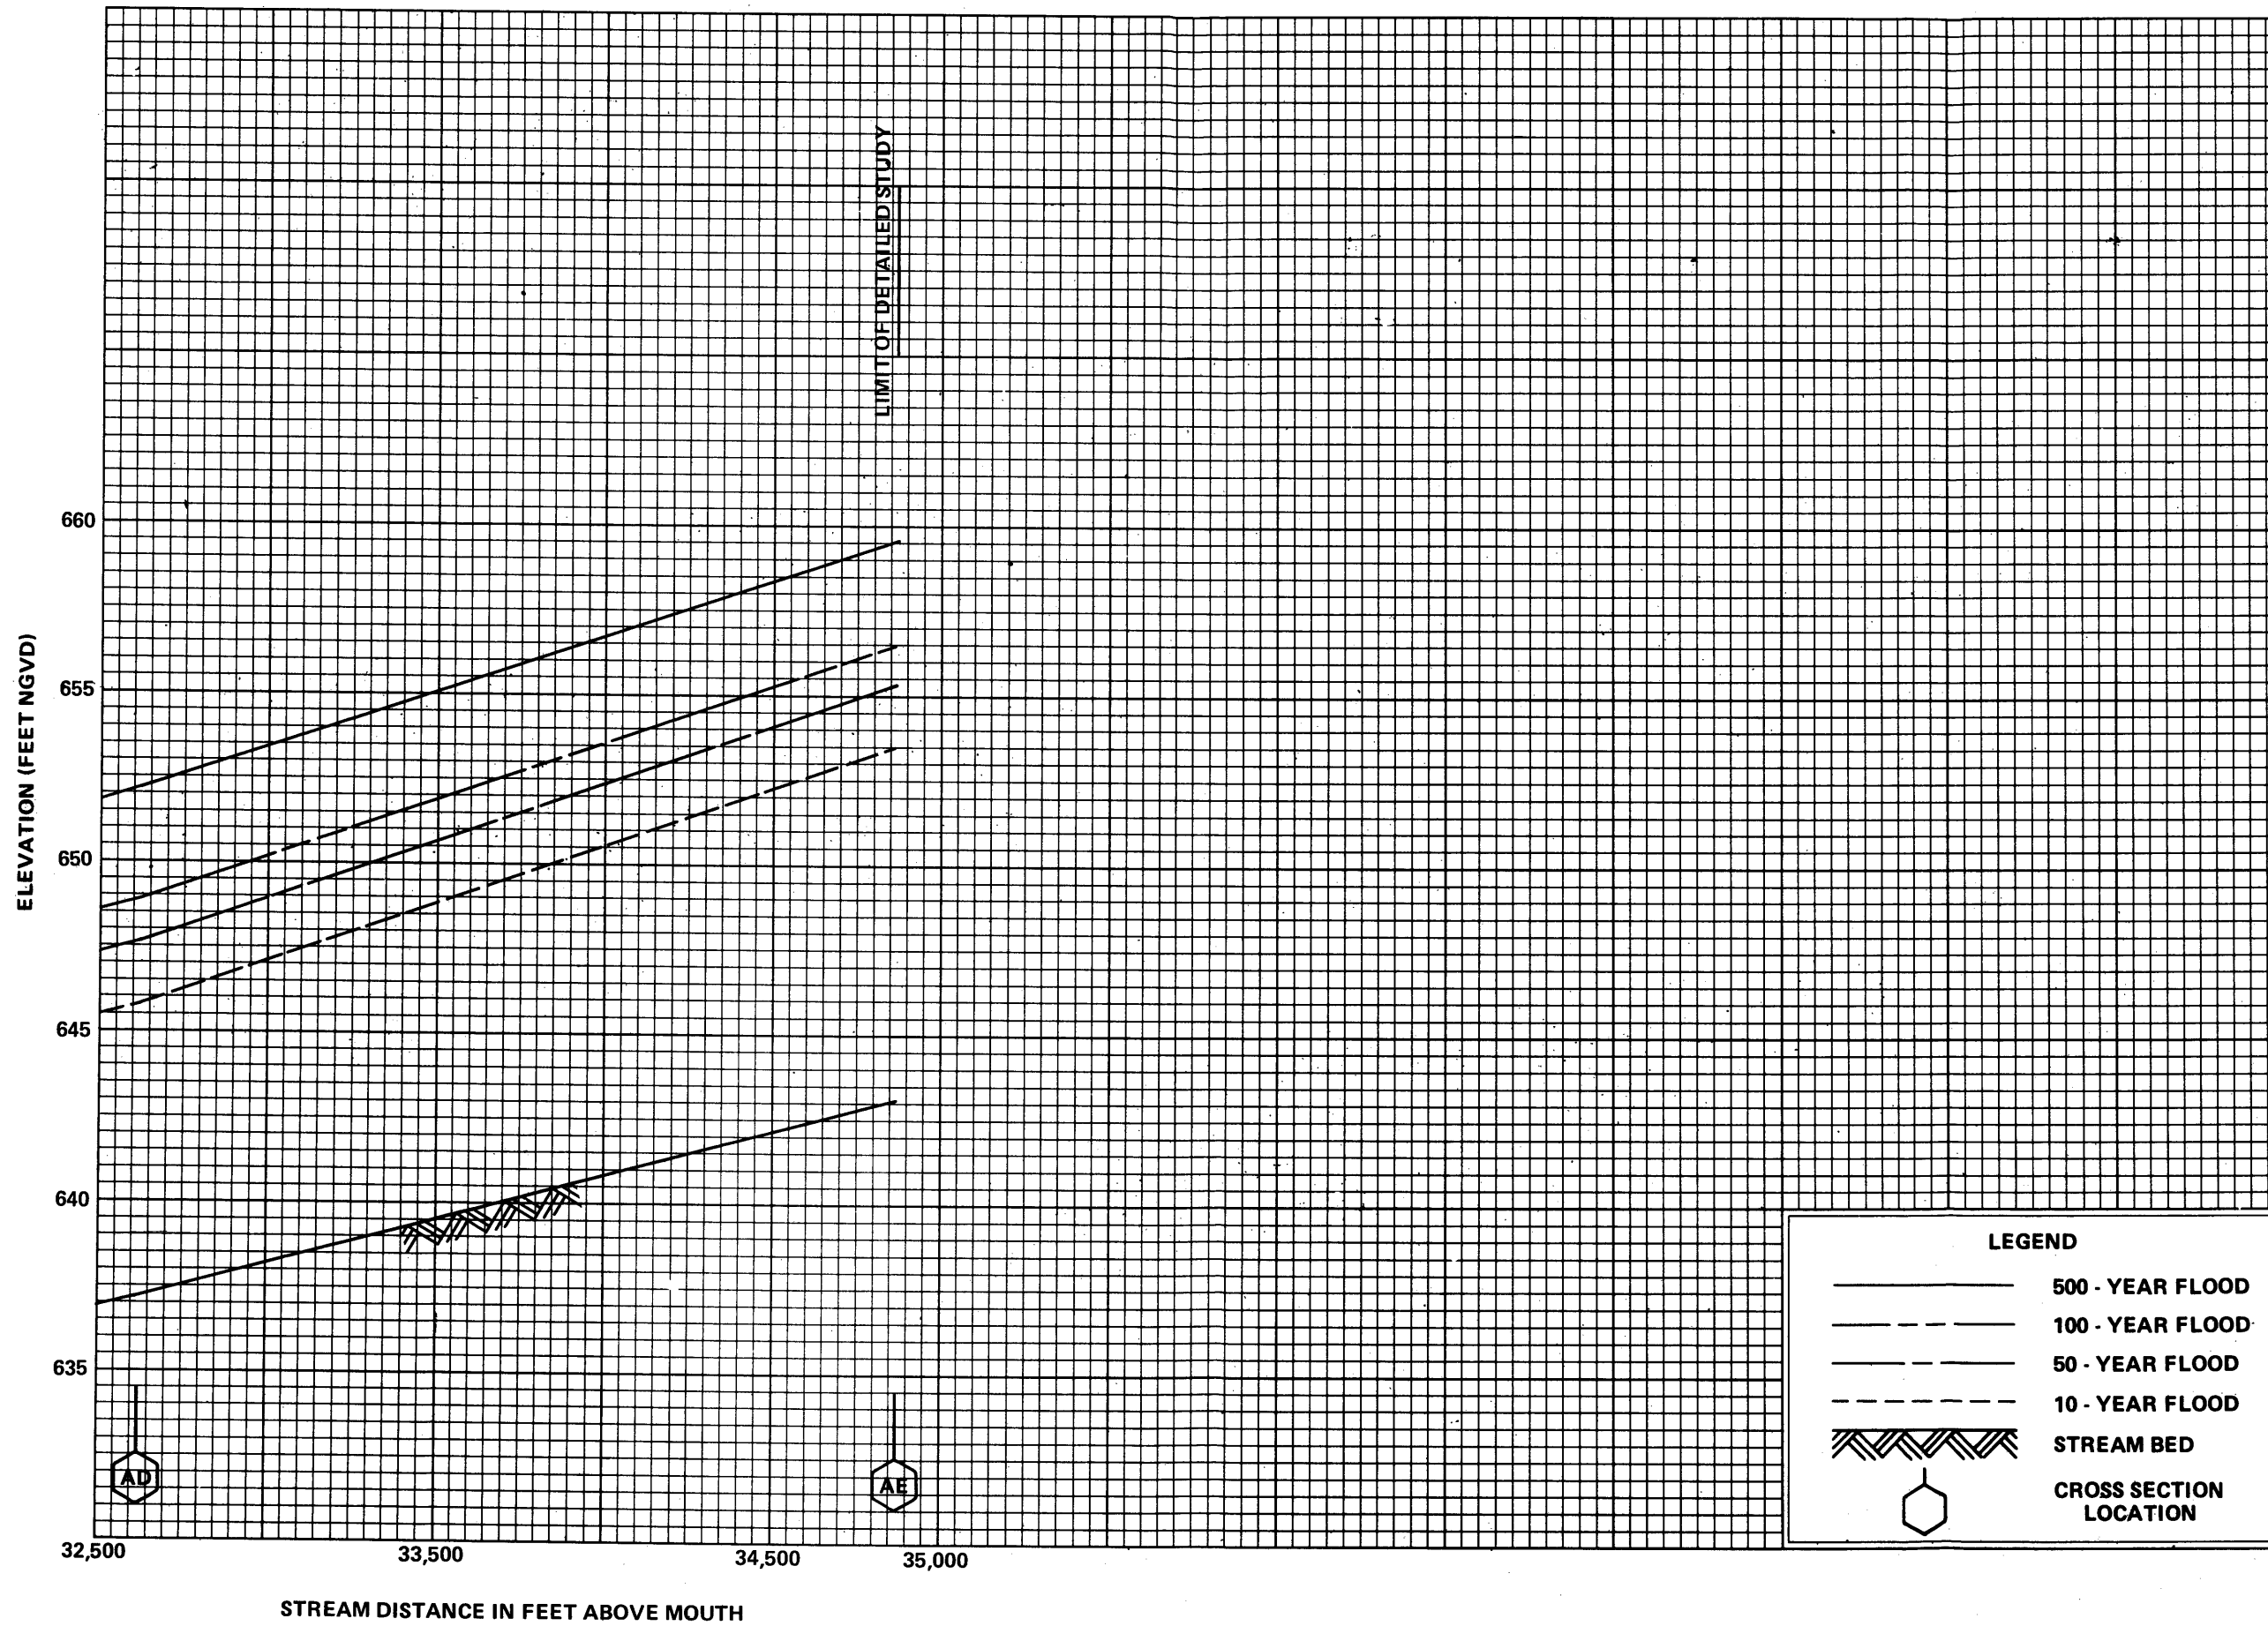 LIMIT OF DETAILED STUDY
ELEVATION (FEET NGVD)
660
655
650
645
640
635
AD
AE
32,500
33,500
34,500
35,000
STREAM DISTANCE IN FEET ABOVE MOUTH
LEGEND
500 - YEAR FLOOD
100 - YEAR FLOOD
50 - YEAR FLOOD
10 - YEAR FLOOD
STREAM BED
CROSS SECTION
LOCATION